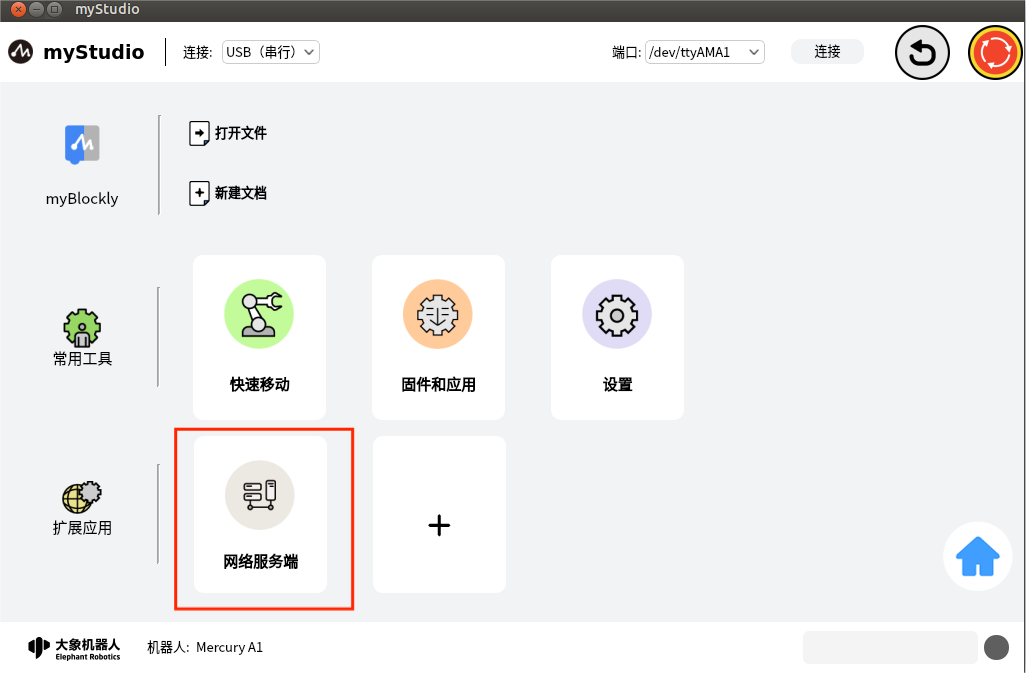 myStudio
myStudio 连接: USB（串行） 端口: /dev/ttyAMA1 连接
打开文件
新建文档
myBlockly
快速移动 固件和应用 设置
常用工具
网络服务端
扩展应用
大象机器人
Elephant Robotics
机器人: Mercury A1